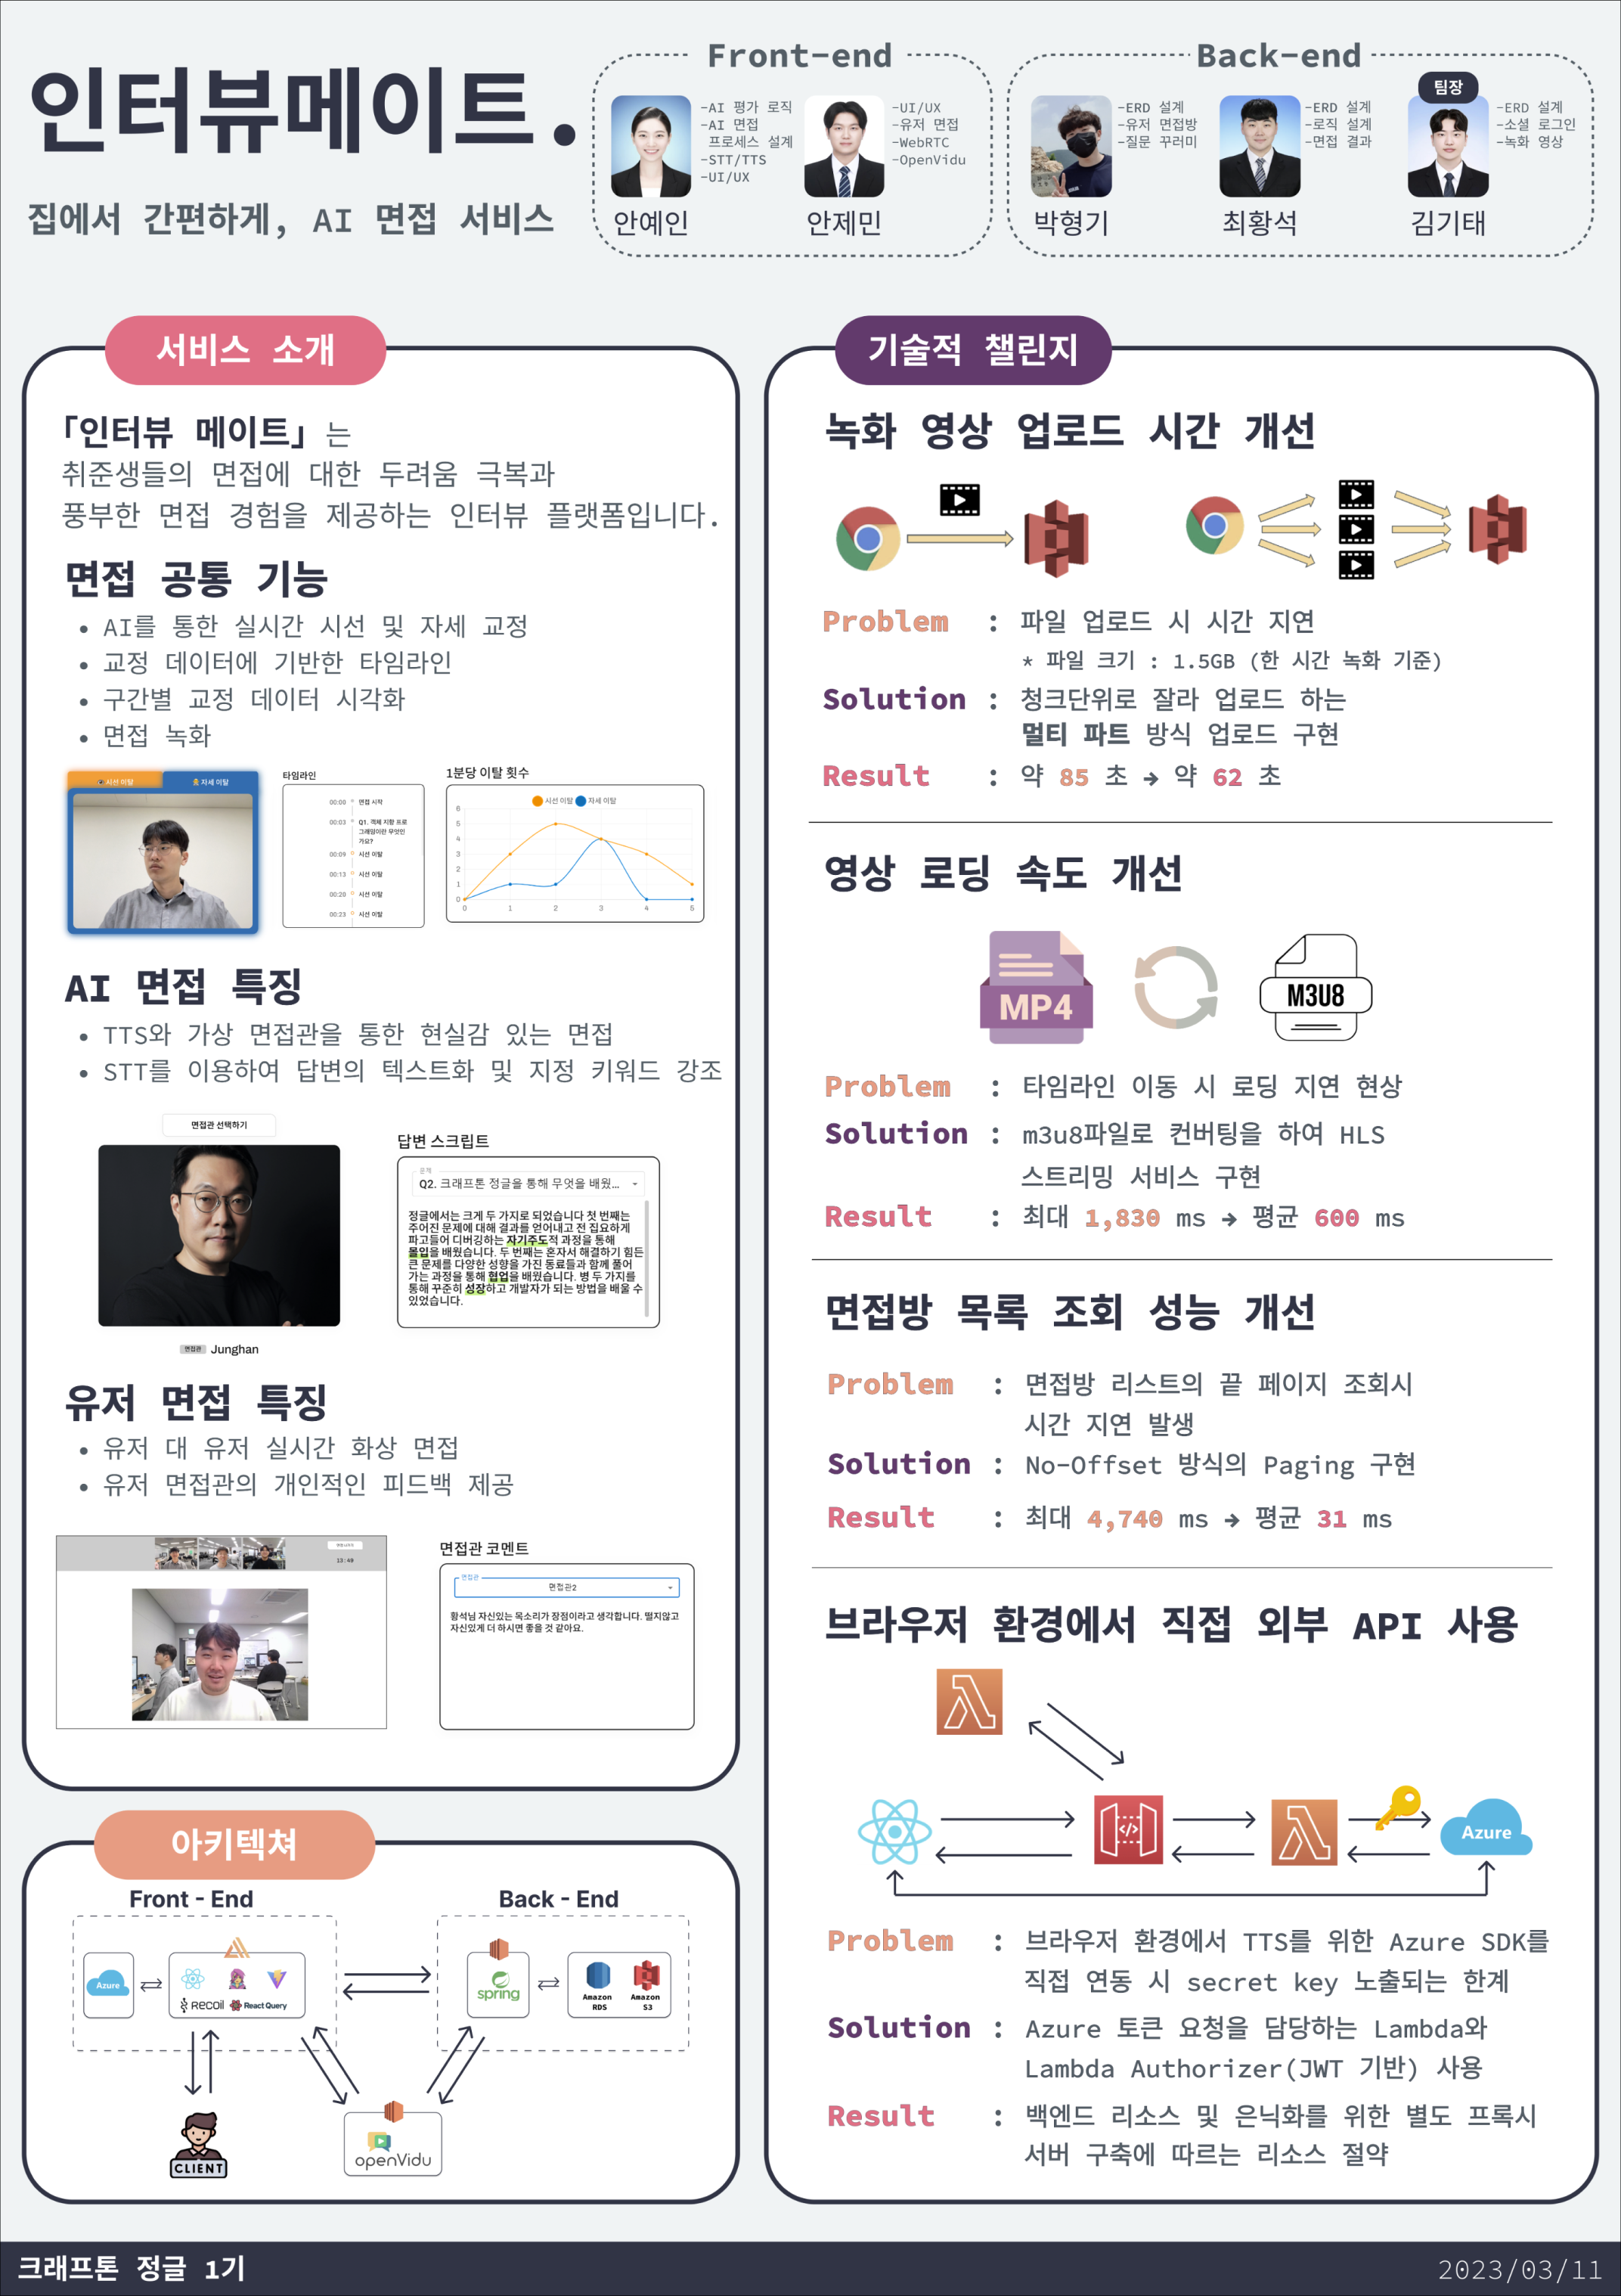 인터뷰메이트.
집에서 간편하게, AI 면접 서비스
Front-end
-AI 평가 로직
-AI 면접
프로세스 설계
-STT/TTS
-UI/UX
안예인
-UI/UX
-유저 면접
-WebRTC
-OpenVidu
안제민
Back-end
-ERD 설계
-유저 면접방
-질문 꾸러미
박형기
-ERD 설계
-로직 설계
-면접 결과
최황석
팀장
-ERD 설계
-소셜 로그인
-녹화 영상
김기태
서비스 소개
「인터뷰 메이트」 는
취준생들의 면접에 대한 두려움 극복과
풍부한 면접 경험을 제공하는 인터뷰 플랫폼입니다.
면접 공통 기능
• AI를 통한 실시간 시선 및 자세 교정
• 교정 데이터에 기반한 타임라인
• 구간별 교정 데이터 시각화
• 면접 녹화
시선 이탈
자세 이탈
타임라인
00:00 면접 시작
00:03 Q1. 객체 지향 프로
그래밍이란 무엇인
가요?
00:09 시선 이탈
00:13 시선 이탈
00:20 시선 이탈
00:23 시선 이탈
1분당 이탈 횟수
시선 이탈 자세 이탈
6
5
4
3
2
1
0
0 1 2 3 4 5
AI 면접 특징
• TTS와 가상 면접관을 통한 현실감 있는 면접
• STT를 이용하여 답변의 텍스트화 및 지정 키워드 강조
면접관 선택하기
면접관 Junghan
답변 스크립트
문제
Q2. 크래프톤 정글을 통해 무엇을 배웠...
정글에서는 크게 두 가지로 되었습니다 첫 번째는
주어진 문제에 대해 결과를 얻어내고 전 집요하게
파고들어 디버깅하는 자기주도적 과정을 통해
몰입을 배웠습니다. 두 번째는 혼자서 해결하기 힘든
큰 문제를 다양한 성향을 가진 동료들과 함께 풀어
가는 과정을 통해 협업을 배웠습니다. 병 두 가지를
통해 꾸준히 성장하고 개발자가 되는 방법을 배울 수
있었습니다.
유저 면접 특징
• 유저 대 유저 실시간 화상 면접
• 유저 면접관의 개인적인 피드백 제공
13:49
면접관 코멘트
면접관
면접관2
황석님 자신있는 목소리가 장점이라고 생각합니다. 떨지않고
자신있게 더 하시면 좋을 것 같아요.
아키텍쳐
Front - End
Back - End
Azure
Recoil
React Query
spring
Amazon
RDS
Amazon
S3
CLIENT
openVidu
기술적 챌린지
녹화 영상 업로드 시간 개선
Problem : 파일 업로드 시 시간 지연
* 파일 크기 : 1.5GB (한 시간 녹화 기준)
Solution : 청크단위로 잘라 업로드 하는
멀티 파트 방식 업로드 구현
Result : 약 85 초 → 약 62 초
영상 로딩 속도 개선
MP4
M3U8
Problem : 타임라인 이동 시 로딩 지연 현상
Solution : m3u8파일로 컨버팅을 하여 HLS
스트리밍 서비스 구현
Result : 최대 1,830 ms → 평균 600 ms
면접방 목록 조회 성능 개선
Problem : 면접방 리스트의 끝 페이지 조회시
시간 지연 발생
Solution : No-Offset 방식의 Paging 구현
Result : 최대 4,740 ms → 평균 31 ms
브라우저 환경에서 직접 외부 API 사용
Azure
Problem : 브라우저 환경에서 TTS를 위한 Azure SDK를
직접 연동 시 secret key 노출되는 한계
Solution : Azure 토큰 요청을 담당하는 Lambda와
Lambda Authorizer(JWT 기반) 사용
Result : 백엔드 리소스 및 은닉화를 위한 별도 프록시
서버 구축에 따르는 리소스 절약
크래프톤 정글 1기
2023/03/11